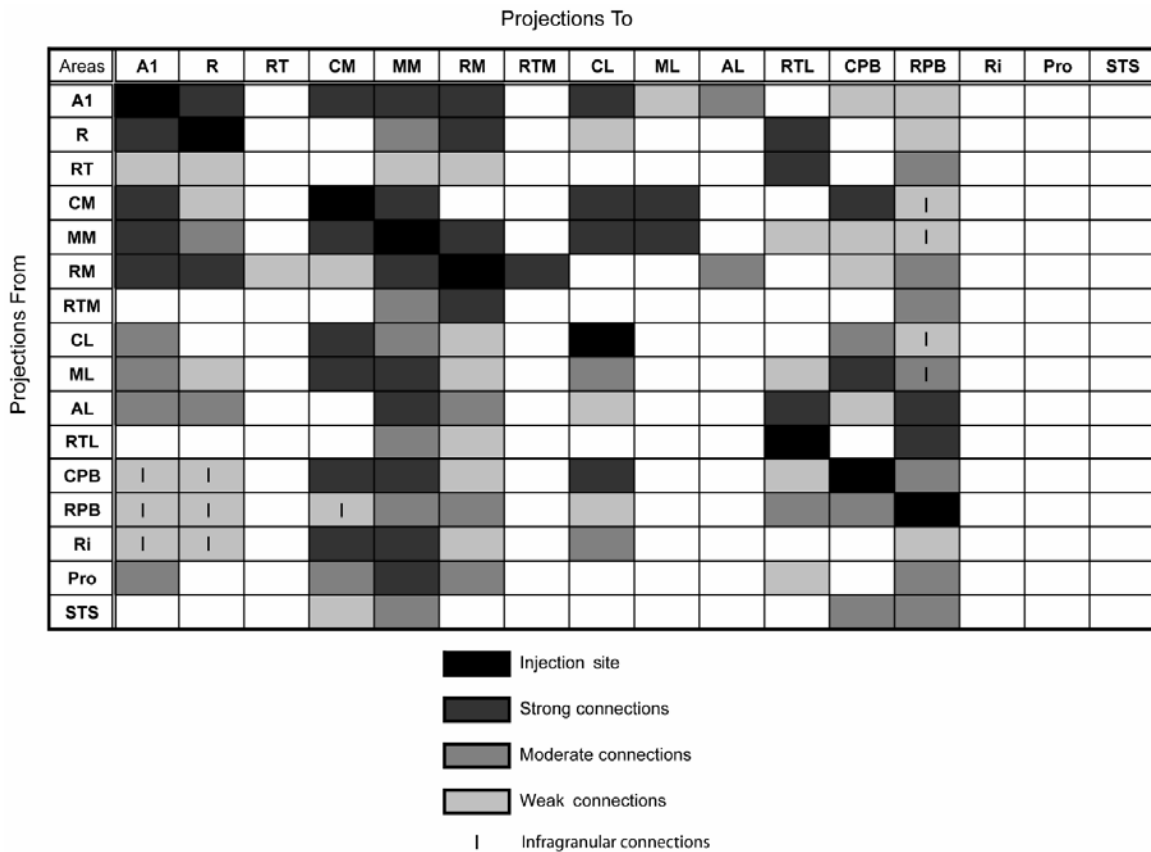 Projections To
Areas A1 R RT CM MM RM RTM CL ML AL RTL CPB RPB Ri Pro STS
Projections From
A1
R
RT
CM I
MM I
RM
RTM
CL I
ML I
AL
RTL
CPB I I
RPB I I I
Ri I I
Pro
STS
Injection site
Strong connections
Moderate connections
Weak connections
I Infragranular connections